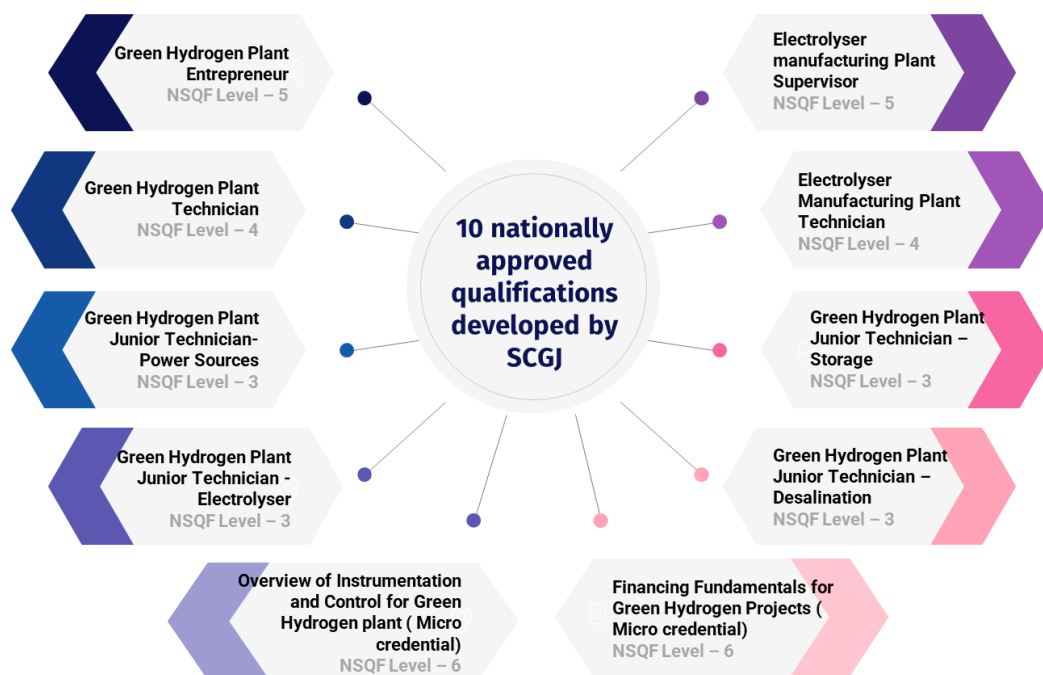 Green Hydrogen Plant
Entrepreneur
NSQF Level – 5
Green Hydrogen Plant
Technician
NSQF Level – 4
Green Hydrogen Plant
Junior Technician-
Power Sources
NSQF Level – 3
Green Hydrogen Plant
Junior Technician -
Electrolyser
NSQF Level – 3
Overview of Instrumentation
and Control for Green
Hydrogen plant ( Micro
credential)
NSQF Level – 6
10 nationally
approved
qualifications
developed by
SCGJ
Electrolyser
manufacturing Plant
Supervisor
NSQF Level – 5
Electrolyser
Manufacturing Plant
Technician
NSQF Level – 4
Green Hydrogen Plant
Junior Technician –
Storage
NSQF Level – 3
Green Hydrogen Plant
Junior Technician –
Desalination
NSQF Level – 3
Financing Fundamentals for
Green Hydrogen Projects (
Micro credential)
NSQF Level – 6